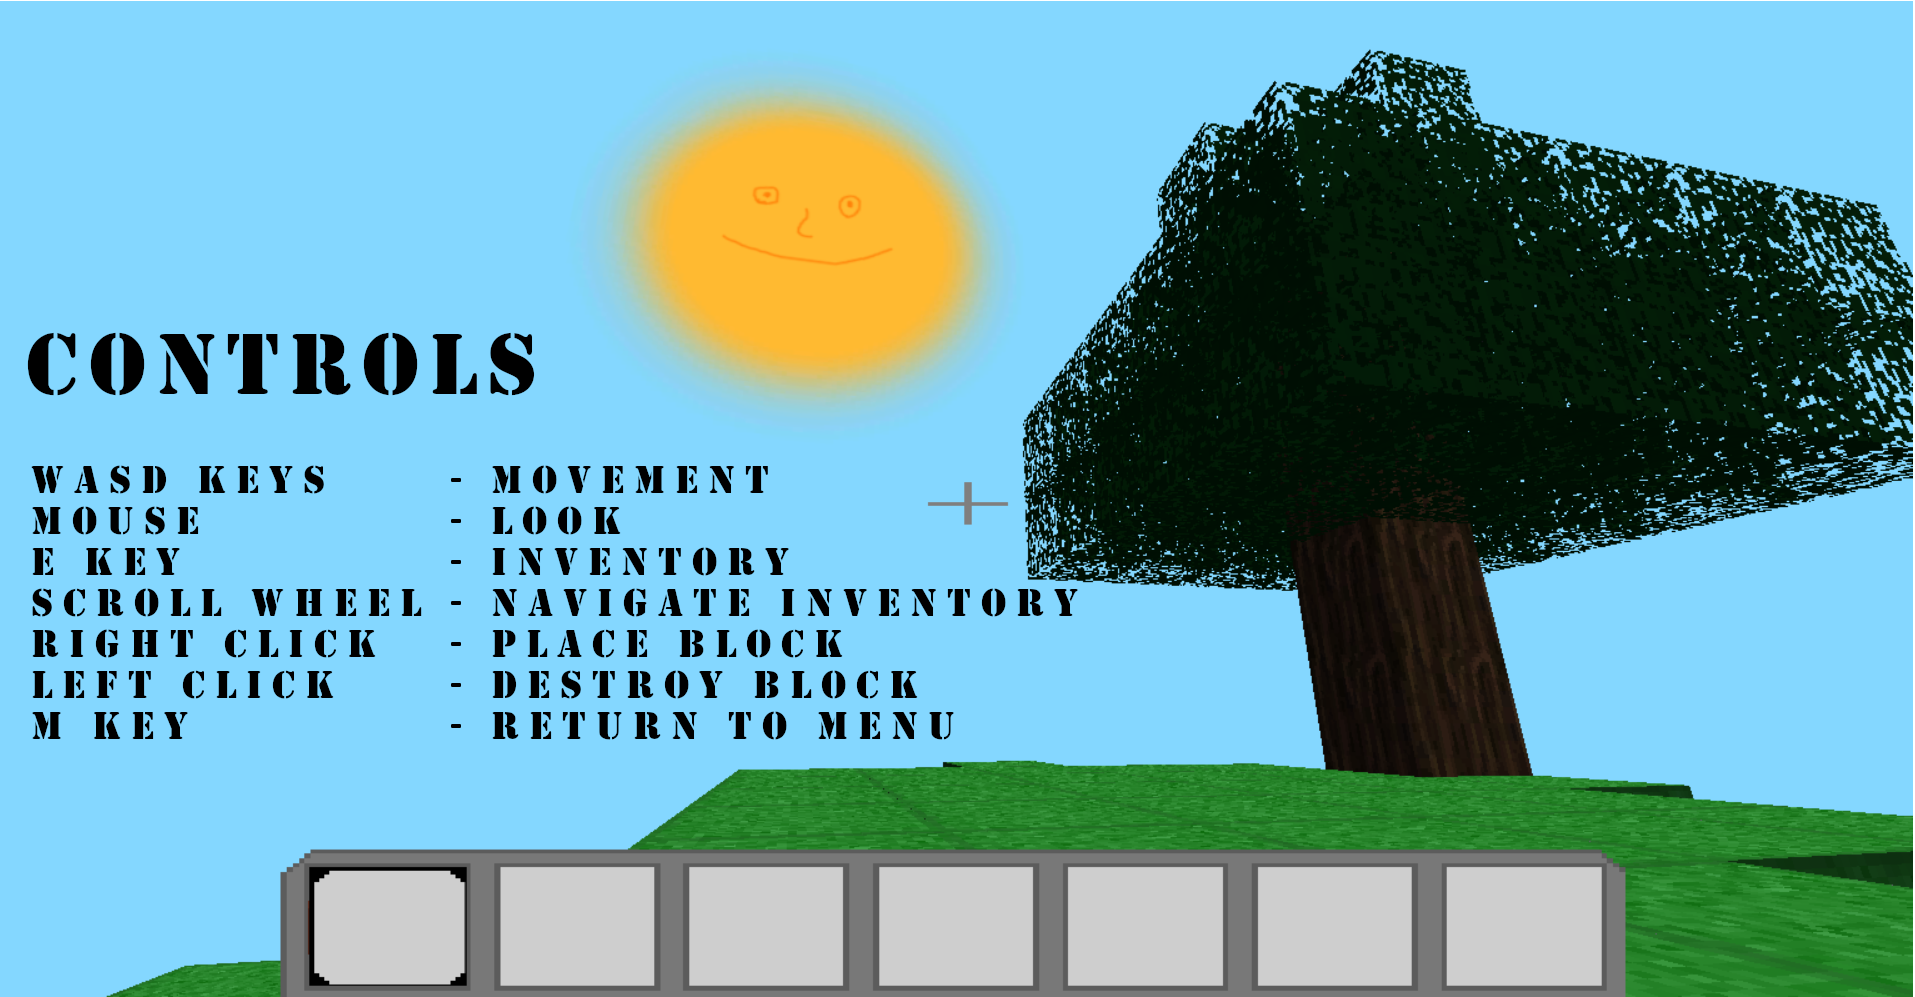 CONTROLS
WASD KEYS - MOVEMENT
MOUSE - LOOK
E KEY - INVENTORY
SCROLL WHEEL - NAVIGATE INVENTORY
RIGHT CLICK - PLACE BLOCK
LEFT CLICK - DESTROY BLOCK
M KEY - RETURN TO MENU